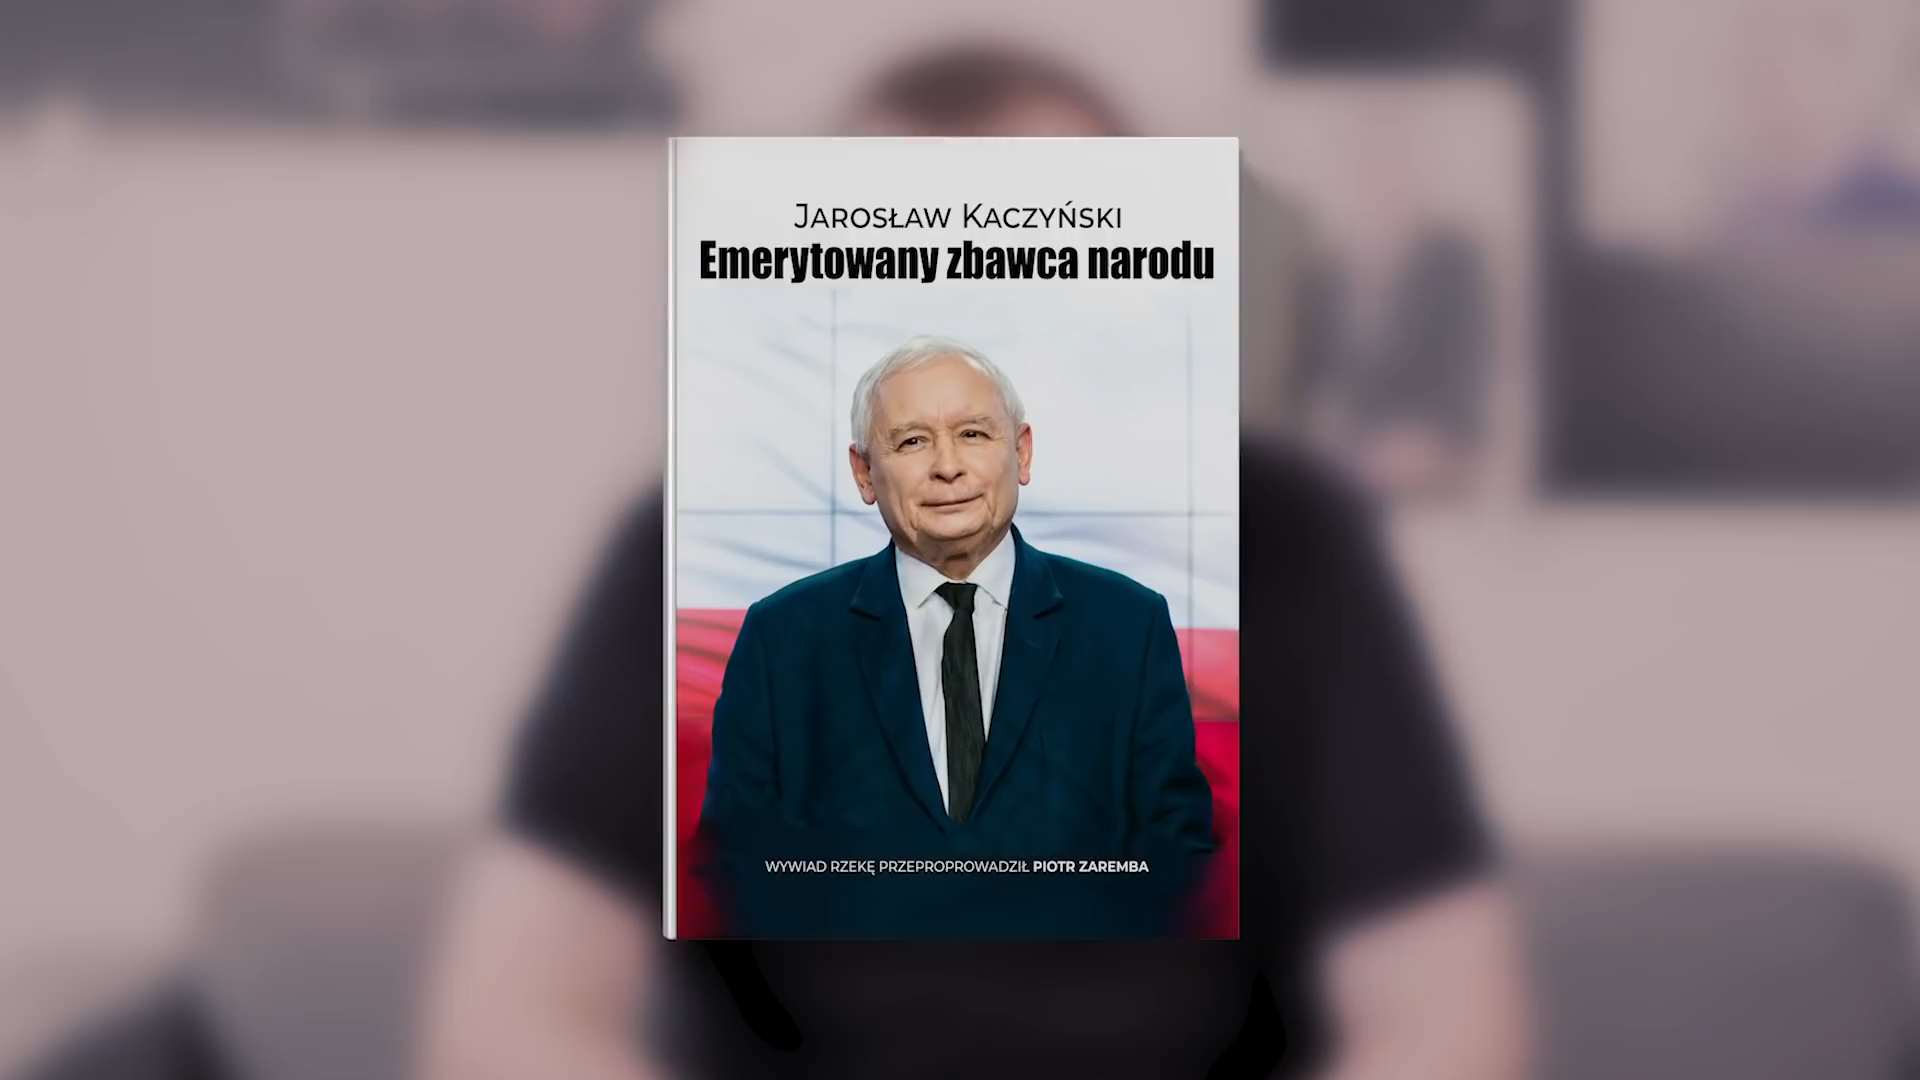 Jarosław Kaczyński
Emerytowany zbawca narodu
WYWIAD RZEKĘ PRZEPROPROWADZIŁ PIOTR ZAREMBA